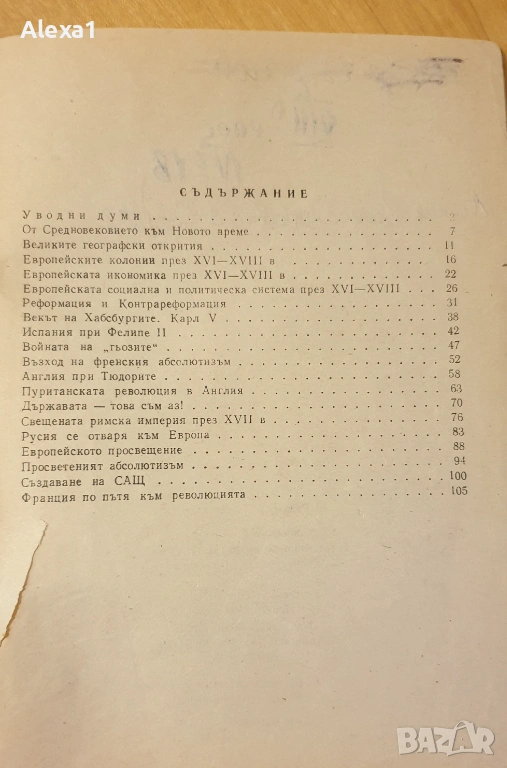 Alexa1
СЪДЪРЖАНИЕ
Уводни думи . . . . . . . . . . . . . . . . . . . . 2
От Средновековието към Новото време . . . . . . . . . . . . 7
Великите географски открития . . . . . . . . . . . . . . . 11
Европейските колонии през XVI—XVIII в . . . . . . . . . . . 16
Европейската икономика през XVI—XVIII в . . . . . . . . . . 22
Европейската социална и политическа система през XVI—XVIII . . 26
Реформация и Контрареформация . . . . . . . . . . . . . . 31
Векът на Хабсбургите. Карл V . . . . . . . . . . . . . . . 38
Испания при Фелипе II . . . . . . . . . . . . . . . . . . 42
Войната на „гьозите“ . . . . . . . . . . . . . . . . . . . 47
Възход на френския абсолютизъм . . . . . . . . . . . . . . 52
Англия при Тюдорите . . . . . . . . . . . . . . . . . . . 58
Пуританската революция в Англия . . . . . . . . . . . . . 63
Държавата — това съм аз! . . . . . . . . . . . . . . . . . 70
Свещената римска империя през XVII в . . . . . . . . . . . 76
Русия се отваря към Европа . . . . . . . . . . . . . . . . 83
Европейското просвещение . . . . . . . . . . . . . . . . . 88
Просветеният абсолютизъм . . . . . . . . . . . . . . . . . 94
Създаване на САЩ . . . . . . . . . . . . . . . . . . . . 100
Франция по пътя към революцията . . . . . . . . . . . . . 105
BAZAR